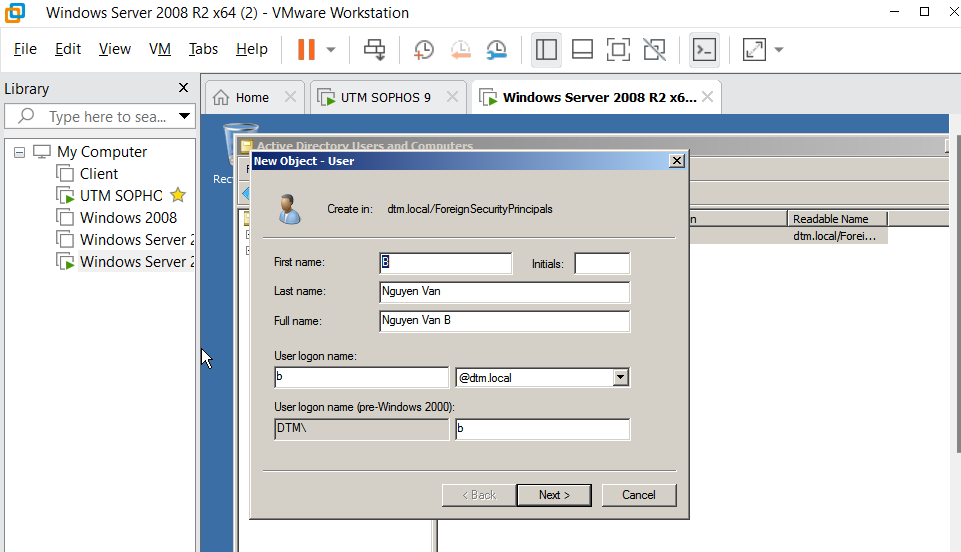 Windows Server 2008 R2 x64 (2) - VMware Workstation
File Edit View VM Tabs Help
Library
Type here to sea...
Home
UTM SOPHOS 9
Windows Server 2008 R2 x6...
My Computer
Client
UTM SOPHO
Windows 2008
Windows Server 2
Windows Server 2
Active Directory Users and Computers
New Object - User
Create in: dtm.local/ForeignSecurityPrincipals
Readable Name
dtm.local/Forei...
First name: B Initials:
Last name: Nguyen Van
Full name: Nguyen Van B
User logon name:
b @dtm.local
User logon name (pre-Windows 2000):
DTM\ b
< Back Next > Cancel